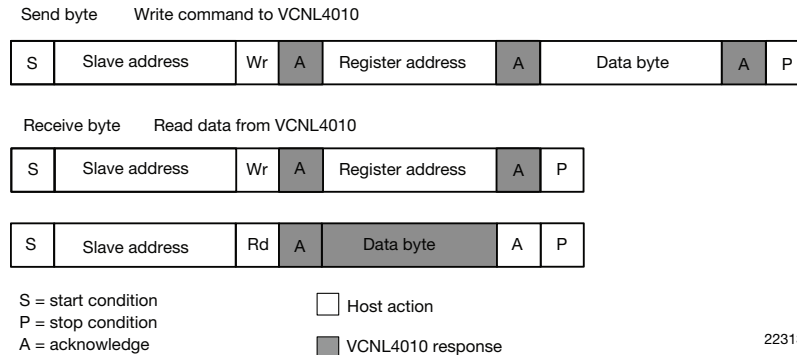 Send byte Write command to VCNL4010
S Slave address Wr A Register address A Data byte A P
Receive byte Read data from VCNL4010
S Slave address Wr A Register address A P
S Slave address Rd A Data byte A P
S = start condition
P = stop condition
A = acknowledge
Host action
VCNL4010 response